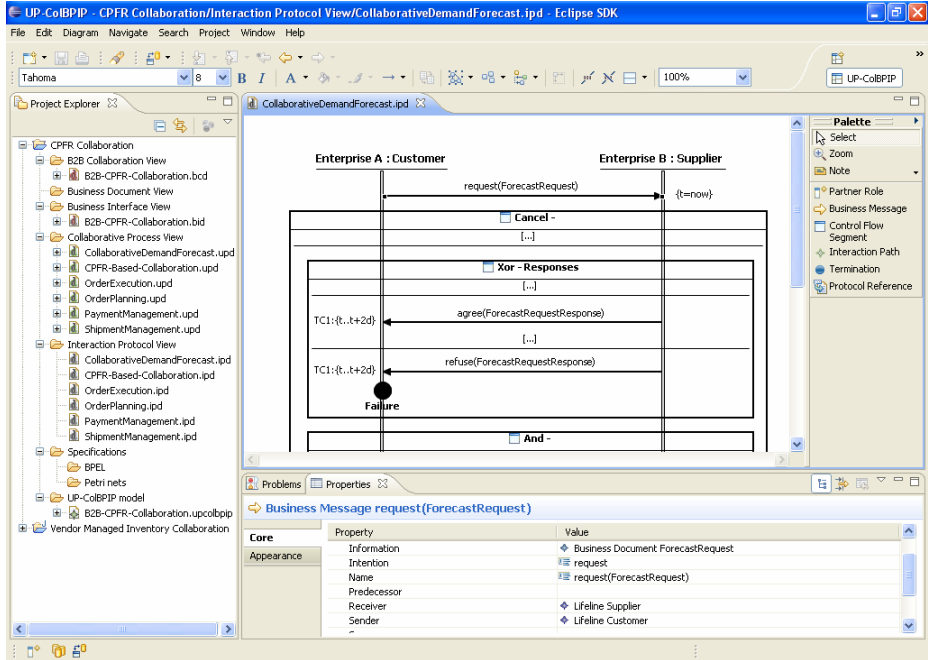 UP-ColBPIP - CPFR Collaboration/Interaction Protocol View/CollaborativeDemandForecast.ipd - Eclipse SDK
File Edit Diagram Navigate Search Project Window Help
Tahoma 8 B I A 100% UP-ColBPIP
Project Explorer
CPFR Collaboration
B2B Collaboration View
B2B-CPFR-Collaboration.bcd
Business Document View
Business Interface View
B2B-CPFR-Collaboration.bid
Collaborative Process View
CollaborativeDemandForecast.upd
CPFR-Based-Collaboration.upd
OrderExecution.upd
OrderPlanning.upd
PaymentManagement.upd
ShipmentManagement.upd
Interaction Protocol View
CollaborativeDemandForecast.ipd
CPFR-Based-Collaboration.ipd
OrderExecution.ipd
OrderPlanning.ipd
PaymentManagement.ipd
ShipmentManagement.ipd
Specifications
BPEL
Petri nets
UP-ColBPIP model
B2B-CPFR-Collaboration.upcolbpip
Vendor Managed Inventory Collaboration
CollaborativeDemandForecast.ipd
Enterprise A : Customer Enterprise B : Supplier
request(ForecastRequest) {t=now}
Cancel -
[...]
Xor - Responses
[...]
TC1:{t..t+2d} agree(ForecastRequestResponse)
[...]
TC1:{t..t+2d} refuse(ForecastRequestResponse)
Failure
And -
Palette
Select
Zoom
Note
Partner Role
Business Message
Control Flow
Segment
Interaction Path
Termination
Protocol Reference
Problems Properties
Business Message request(ForecastRequest)
Core
Appearance
Property Value
Information Business Document ForecastRequest
Intention request
Name request(ForecastRequest)
Predecessor
Receiver Lifeline Supplier
Sender Lifeline Customer